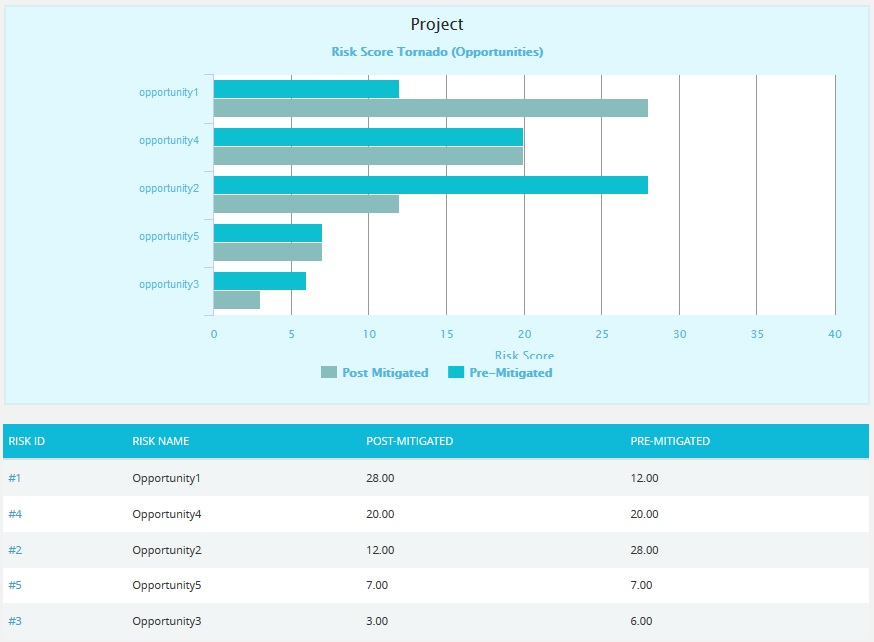 Project
Risk Score Tornado (Opportunities)
opportunity1
opportunity4
opportunity2
opportunity5
opportunity3
0 5 10 15 20 25 30 35 40
Risk Score
Post Mitigated Pre-Mitigated
RISK ID RISK NAME POST-MITIGATED PRE-MITIGATED
#1 Opportunity1 28.00 12.00
#4 Opportunity4 20.00 20.00
#2 Opportunity2 12.00 28.00
#5 Opportunity5 7.00 7.00
#3 Opportunity3 3.00 6.00